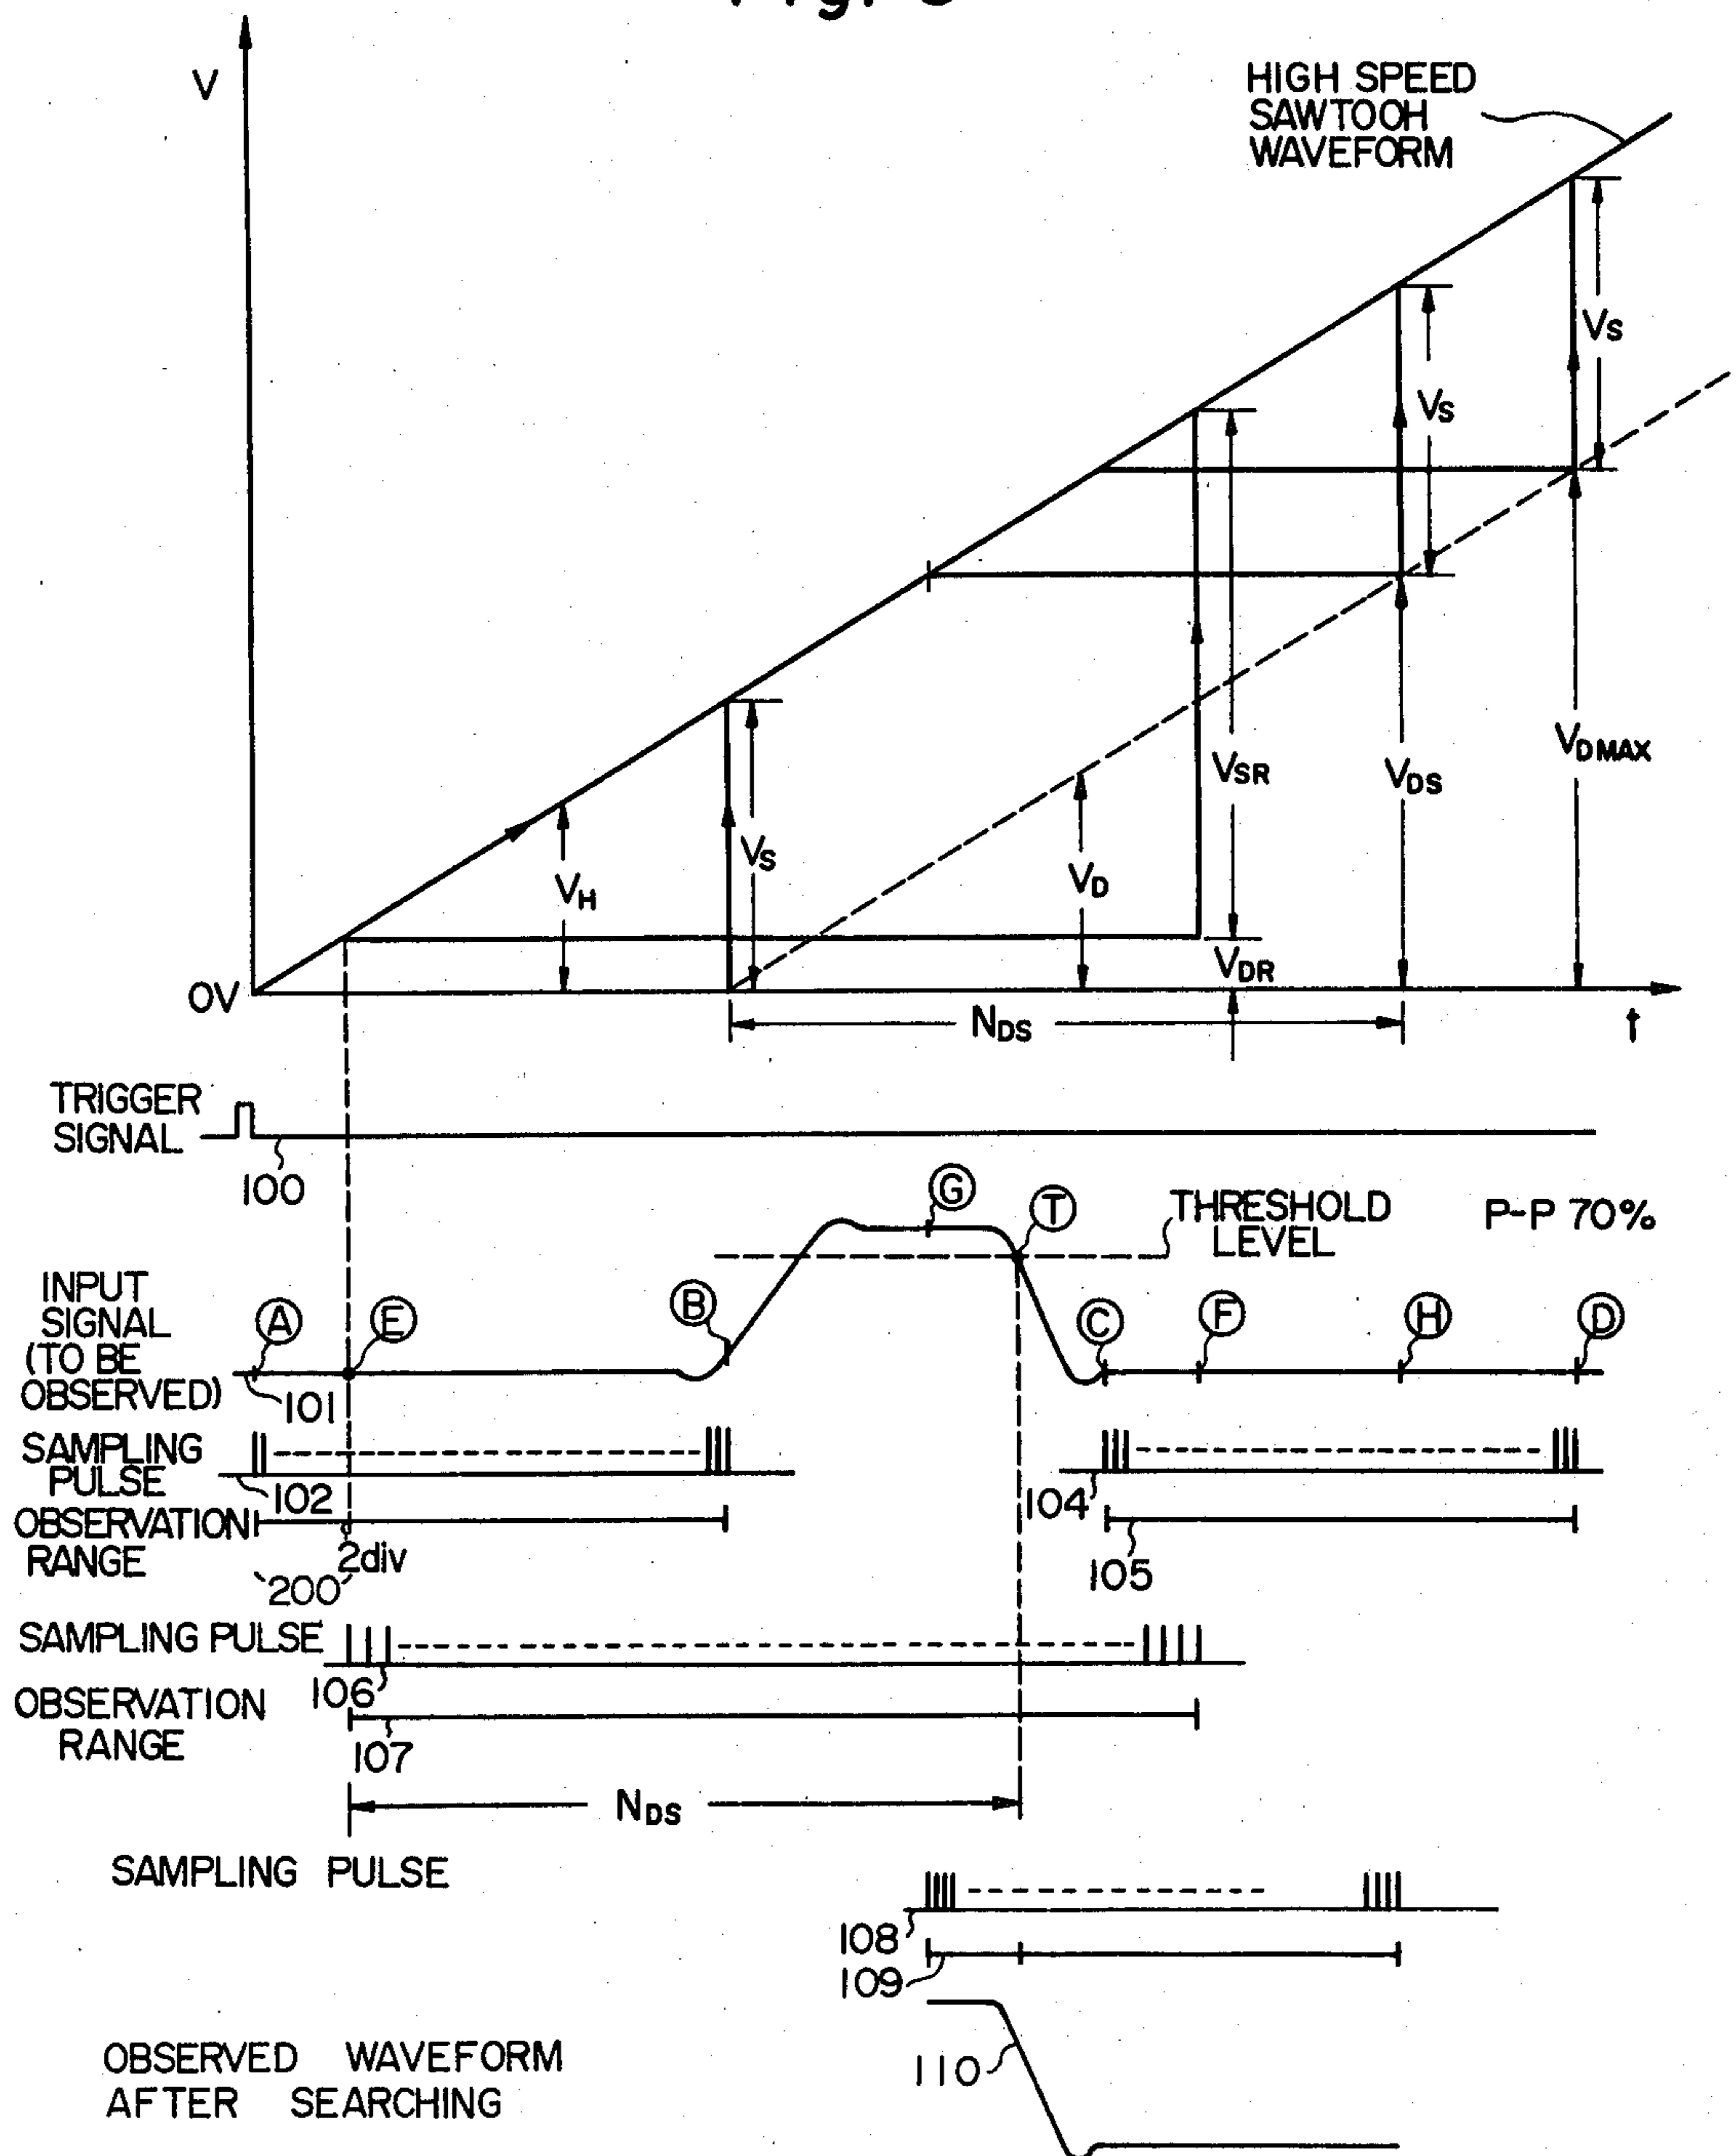 V
HIGH SPEED
SAWTOOH
WAVEFORM
VS
VS
VDMAX
VSR
VDS
VS
VH
VD
VDR
OV
NDS
t
TRIGGER
SIGNAL
100
G
T
THRESHOLD
LEVEL
P-P 70%
INPUT
SIGNAL
(TO BE
OBSERVED)
A
E
B
C
F
H
D
101
SAMPLING
PULSE
102
104
OBSERVATION
RANGE
2div
'200'
105
SAMPLING PULSE
106
OBSERVATION
RANGE
107
NDS
SAMPLING PULSE
108
109
OBSERVED WAVEFORM
AFTER SEARCHING
110